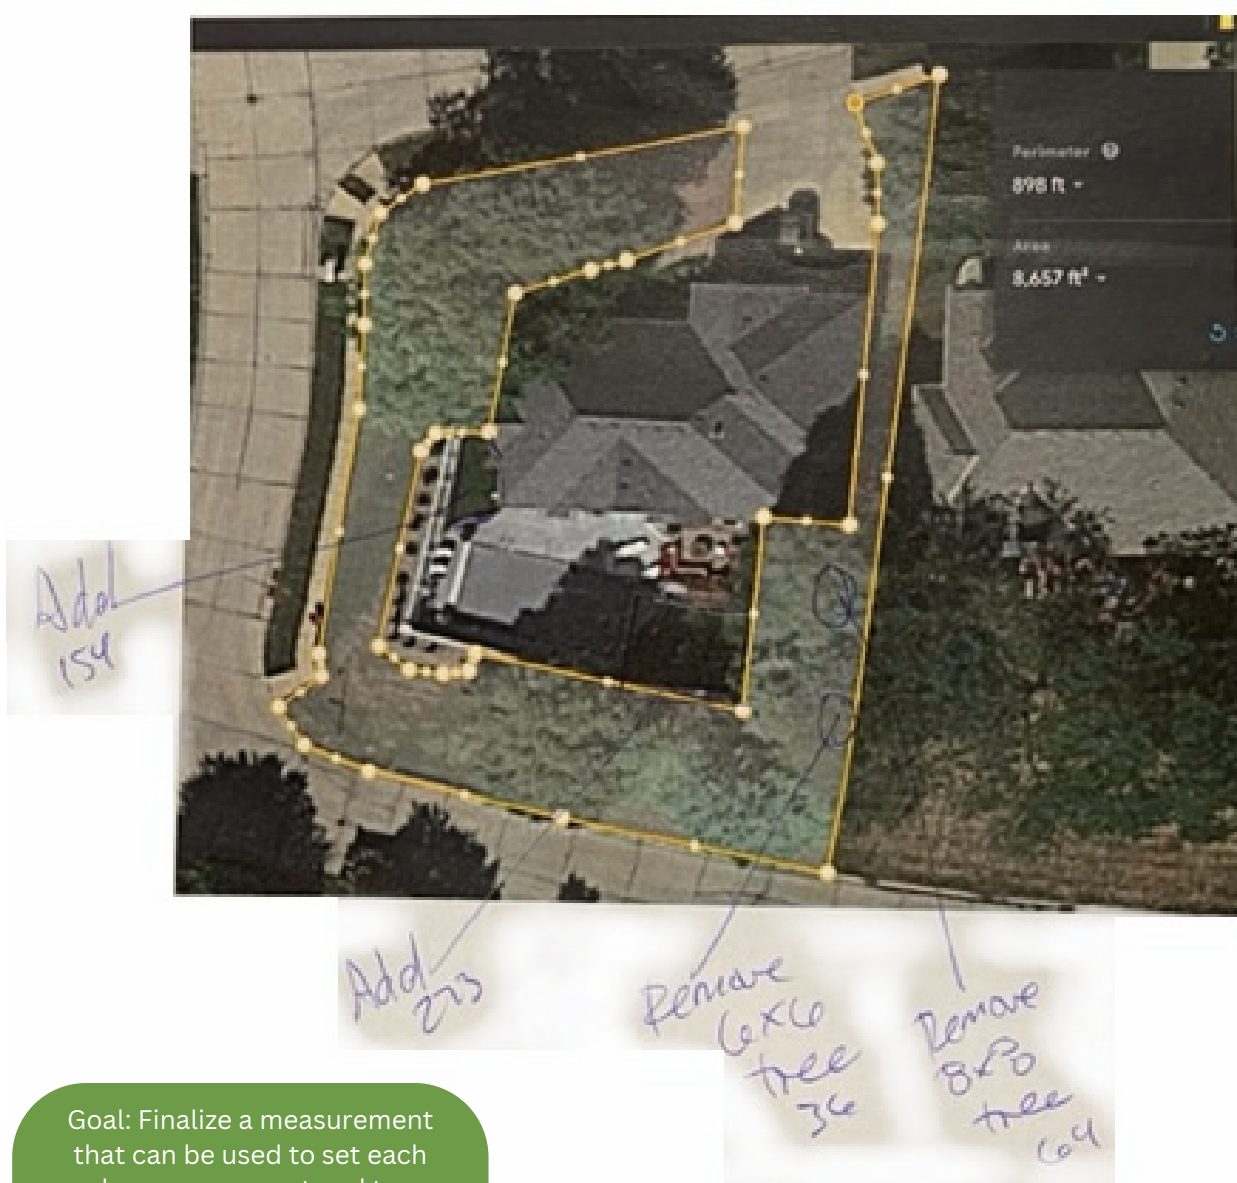 Perimeter
898 ft
Area
8,657 ft²
Add
154
Add
273
Remove
6x6
tree
36
Remove
8x8
tree
64
Goal: Finalize a measurement
that can be used to set each